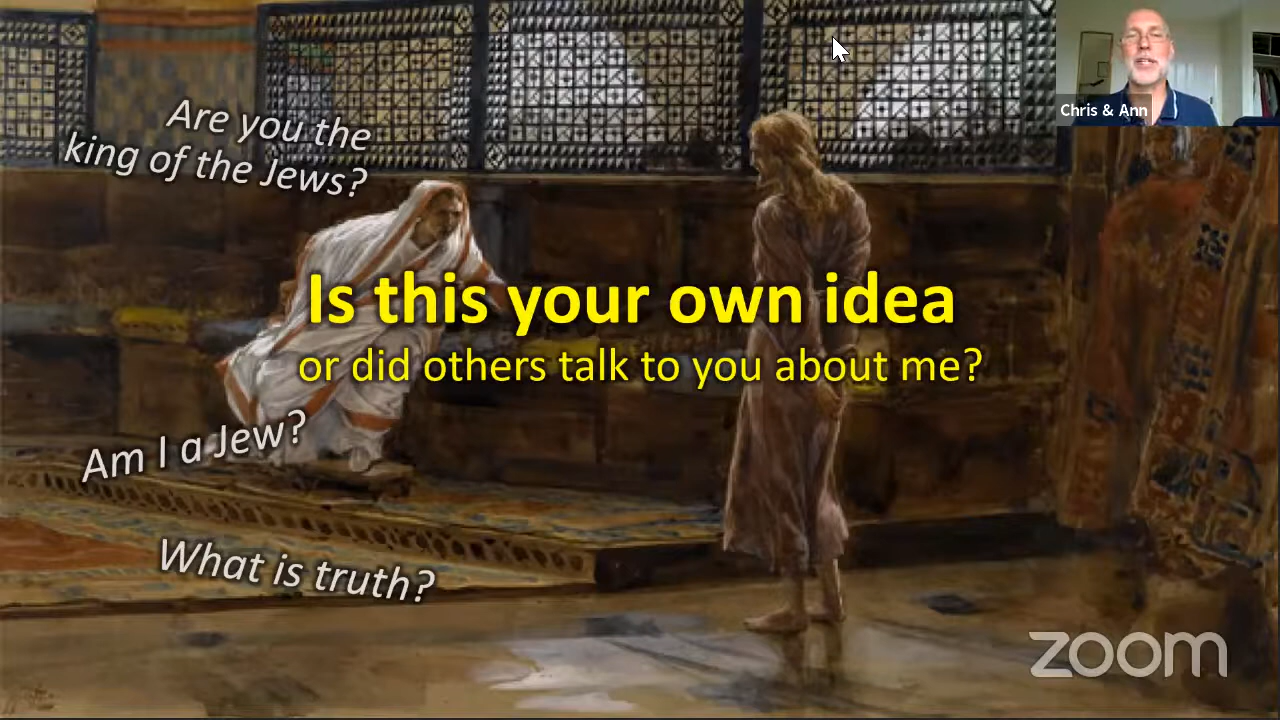 Chris & Ann
Are you the
king of the Jews?
Is this your own idea
or did others talk to you about me?
Am I a Jew?
What is truth?
zoom